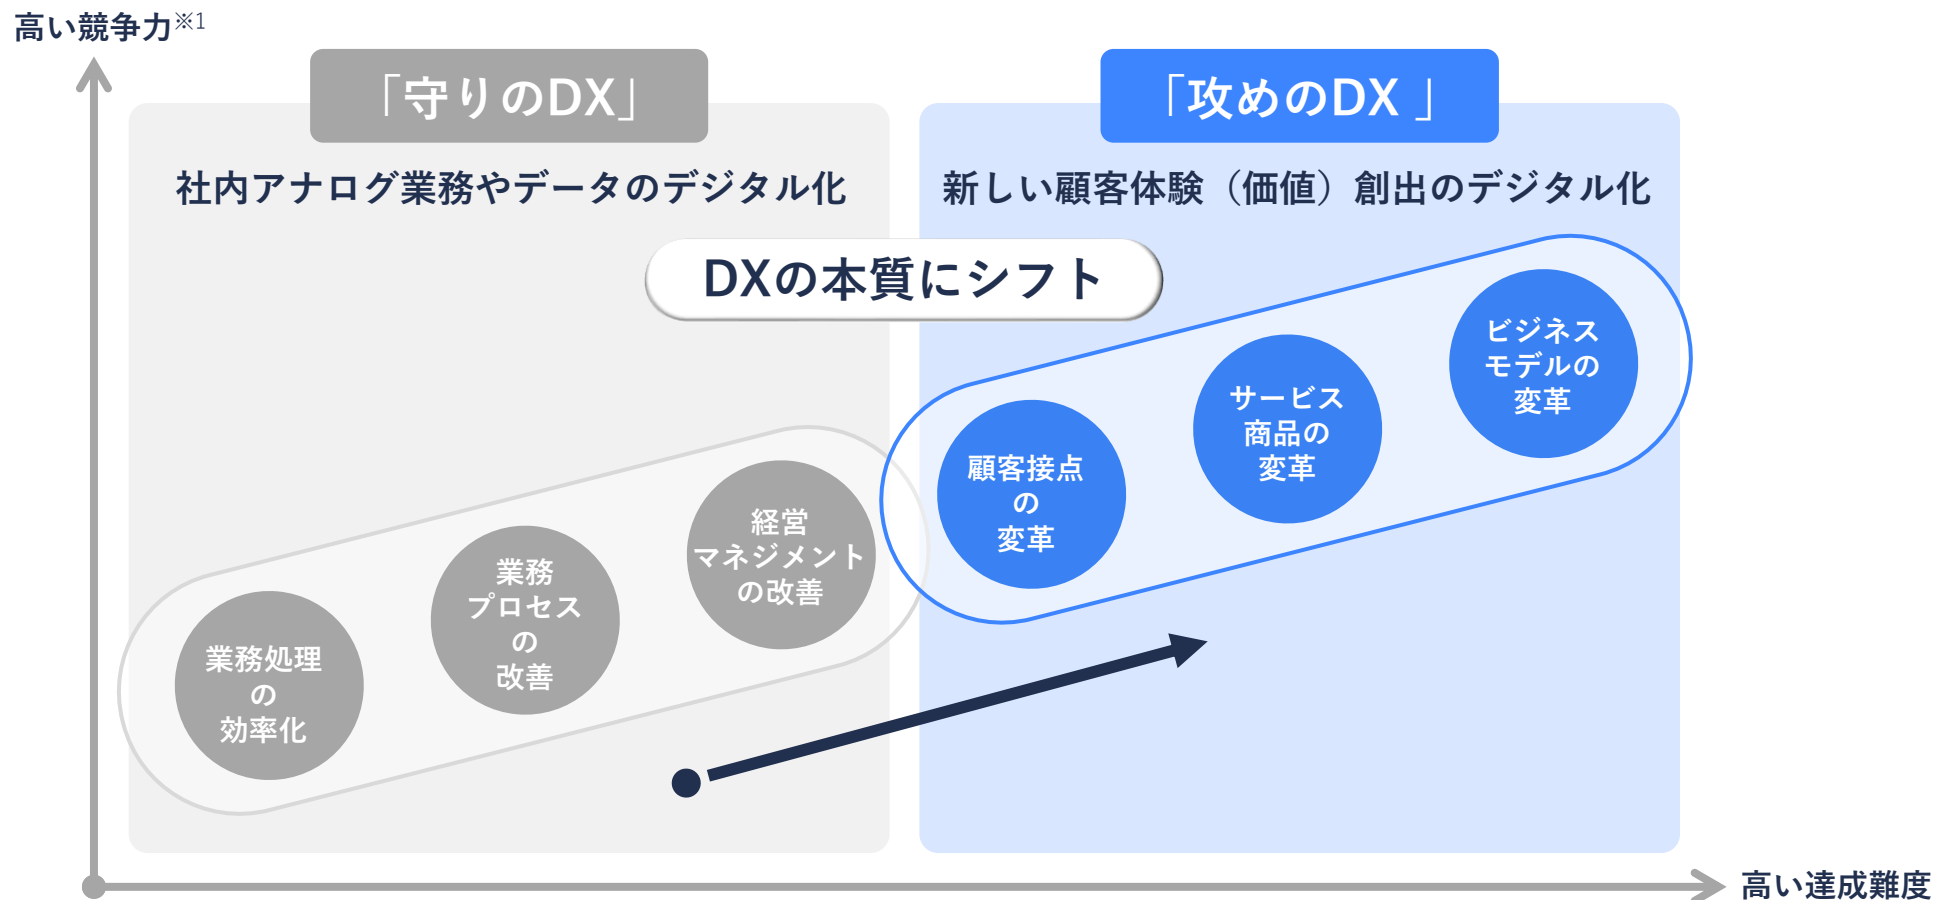 高い競争力※1
「守りのDX」
「攻めのDX 」
社内アナログ業務やデータのデジタル化
新しい顧客体験（価値）創出のデジタル化
DXの本質にシフト
業務処理
の
効率化
業務
プロセス
の
改善
経営
マネジメント
の改善
顧客接点
の
変革
サービス
商品の
変革
ビジネス
モデルの
変革
高い達成難度